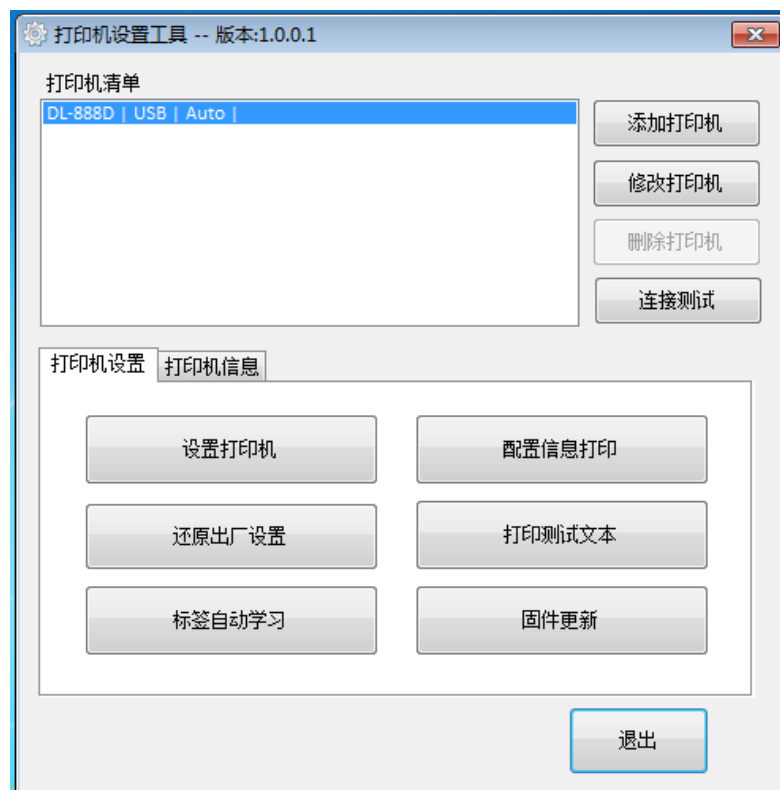 打印机设置工具 -- 版本:1.0.0.1
打印机清单
DL-888D | USB | Auto |
添加打印机
修改打印机
删除打印机
连接测试
打印机设置
打印机信息
设置打印机
配置信息打印
还原出厂设置
打印测试文本
标签自动学习
固件更新
退出